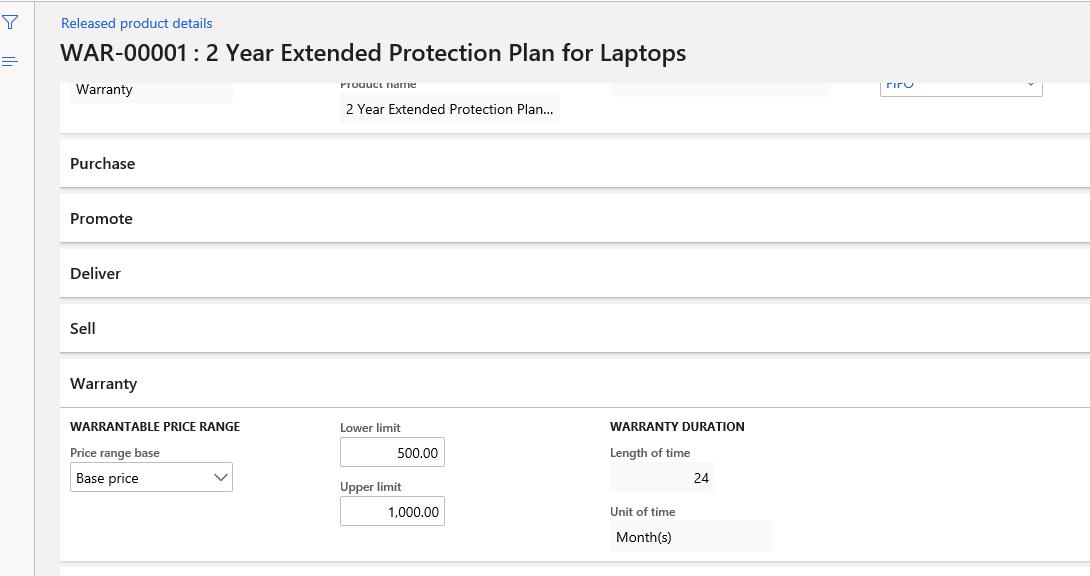 Released product details
WAR-00001 : 2 Year Extended Protection Plan for Laptops
Warranty
Product name
2 Year Extended Protection Plan...
FIFO
Purchase
Promote
Deliver
Sell
Warranty
WARRANTABLE PRICE RANGE
Price range base
Base price
Lower limit
500.00
Upper limit
1,000.00
WARRANTY DURATION
Length of time
24
Unit of time
Month(s)